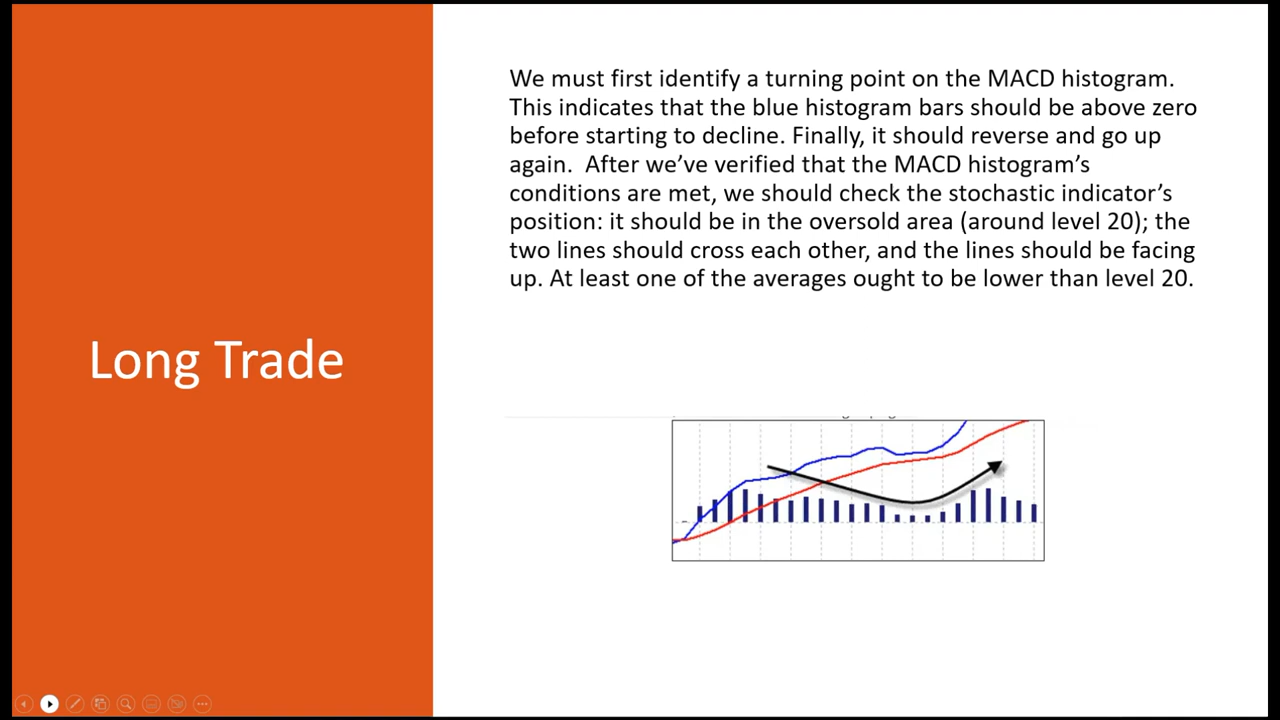 We must first identify a turning point on the MACD histogram.
This indicates that the blue histogram bars should be above zero
before starting to decline. Finally, it should reverse and go up
again.  After we’ve verified that the MACD histogram’s
conditions are met, we should check the stochastic indicator’s
position: it should be in the oversold area (around level 20); the
two lines should cross each other, and the lines should be facing
up. At least one of the averages ought to be lower than level 20.
Long Trade